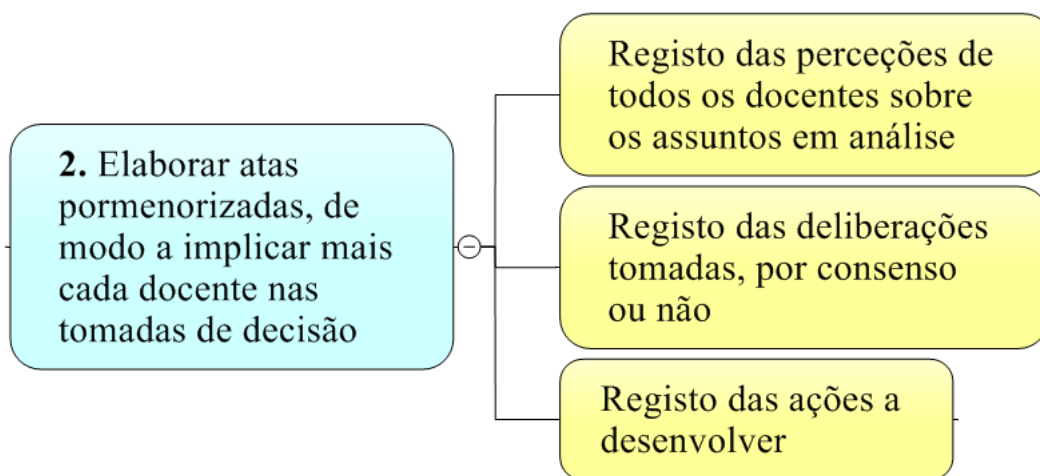 2. Elaborar atas
pormenorizadas, de
modo a implicar mais
cada docente nas
tomadas de decisão
Registo das perceções de
todos os docentes sobre
os assuntos em análise
Registo das deliberações
tomadas, por consenso
ou não
Registo das ações a
desenvolver